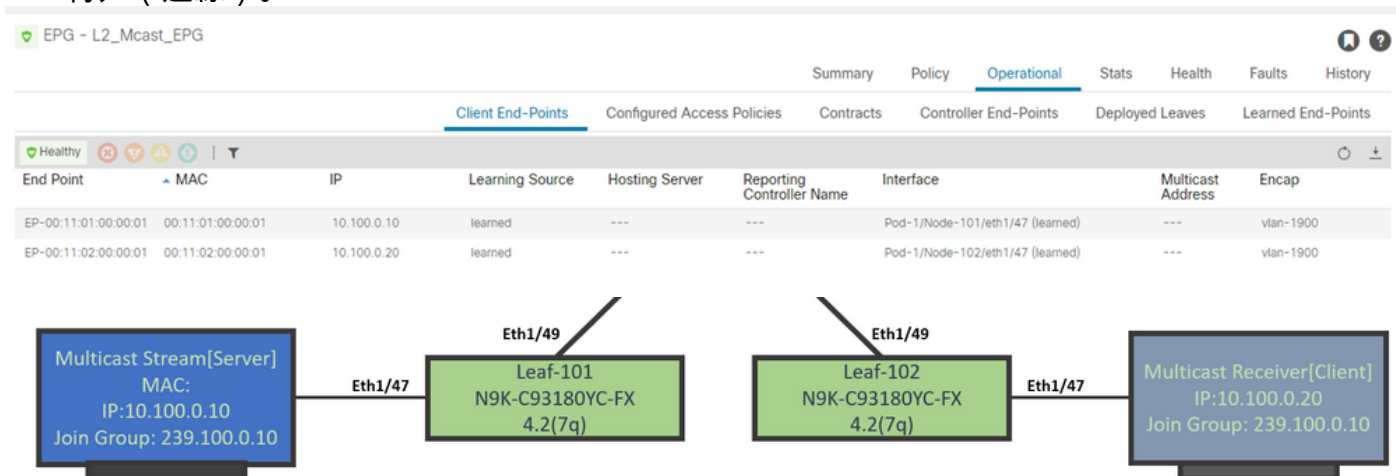 EPG - L2_Mcast_EPG
Summary Policy Operational Stats Health Faults History
Client End-Points Configured Access Policies Contracts Controller End-Points Deployed Leaves Learned End-Points
Healthy
End Point MAC IP Learning Source Hosting Server Reporting Controller Name Interface Multicast Address Encap
EP-00:11:01:00:00:01 00:11:01:00:00:01 10.100.0.10 learned --- --- Pod-1/Node-101/eth1/47 (learned) --- vlan-1900
EP-00:11:02:00:00:01 00:11:02:00:00:01 10.100.0.20 learned --- --- Pod-1/Node-102/eth1/47 (learned) --- vlan-1900
Eth1/49
Eth1/49
Multicast Stream[Server]
MAC:
IP:10.100.0.10
Join Group: 239.100.0.10
Eth1/47
Leaf-101
N9K-C93180YC-FX
4.2(7q)
Leaf-102
N9K-C93180YC-FX
4.2(7q)
Eth1/47
Multicast Receiver[Client]
IP:10.100.0.20
Join Group: 239.100.0.10